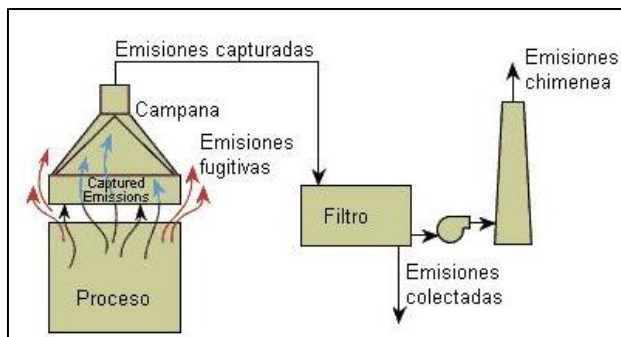 Emisiones capturadas
Emisiones
chimenea
Campana
Emisiones
fugitivas
Captured
Emissions
Filtro
Proceso
Emisiones
colectadas